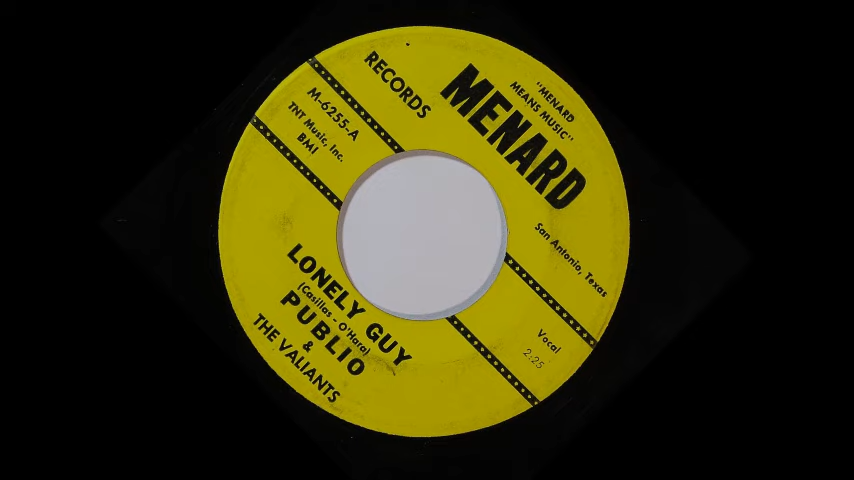 "MENARD
MEANS MUSIC"
MENARD
RECORDS
San Antonio, Texas
M-6255-A
TNT Music, Inc.
BMI
Vocal
2:25
LONELY GUY
(Casillas - O'Hara)
PUBLIO
&
THE VALIANTS